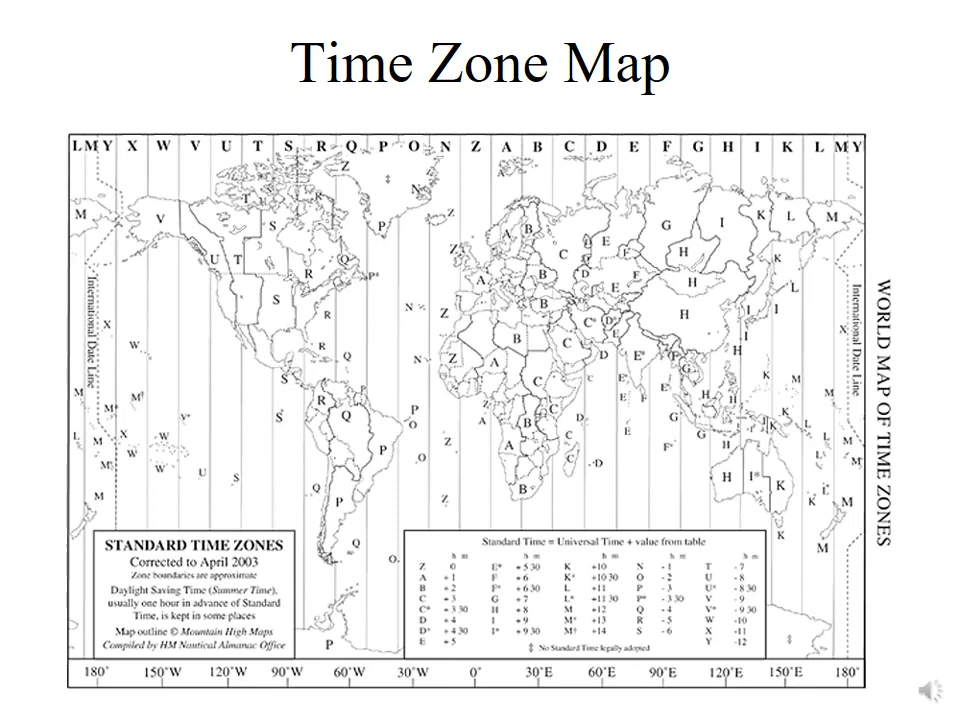 Time Zone Map
L M Y X W V U T S R Q P O N Z A B C D E F G H I K L M Y
International Date Line
International Date Line
WORLD MAP OF TIME ZONES
STANDARD TIME ZONES
Corrected to April 2003
Zone boundaries are approximate
Daylight Saving Time (Summer Time),
usually one hour in advance of Standard
Time, is kept in some places
Map outline © Mountain High Maps
Compiled by HM Nautical Almanac Office
Standard Time = Universal Time + value from table
h m h m h m h m h m
Z 0 E* + 5 30 K +10 N - 1 T - 7
A + 1 F + 6 K* +10 30 O - 2 U - 8
B + 2 F* + 6 30 L +11 P - 3 U* - 8 30
C + 3 G + 7 L* +11 30 P* - 3 30 V - 9
C* + 3 30 H + 8 M +12 Q - 4 V* - 9 30
D + 4 I + 9 M* +13 R - 5 W -10
D* + 4 30 I* + 9 30 M† +14 S - 6 X -11
E + 5 Y -12
‡ No Standard Time legally adopted
180° 150°W 120°W 90°W 60°W 30°W 0° 30°E 60°E 90°E 120°E 150°E 180°